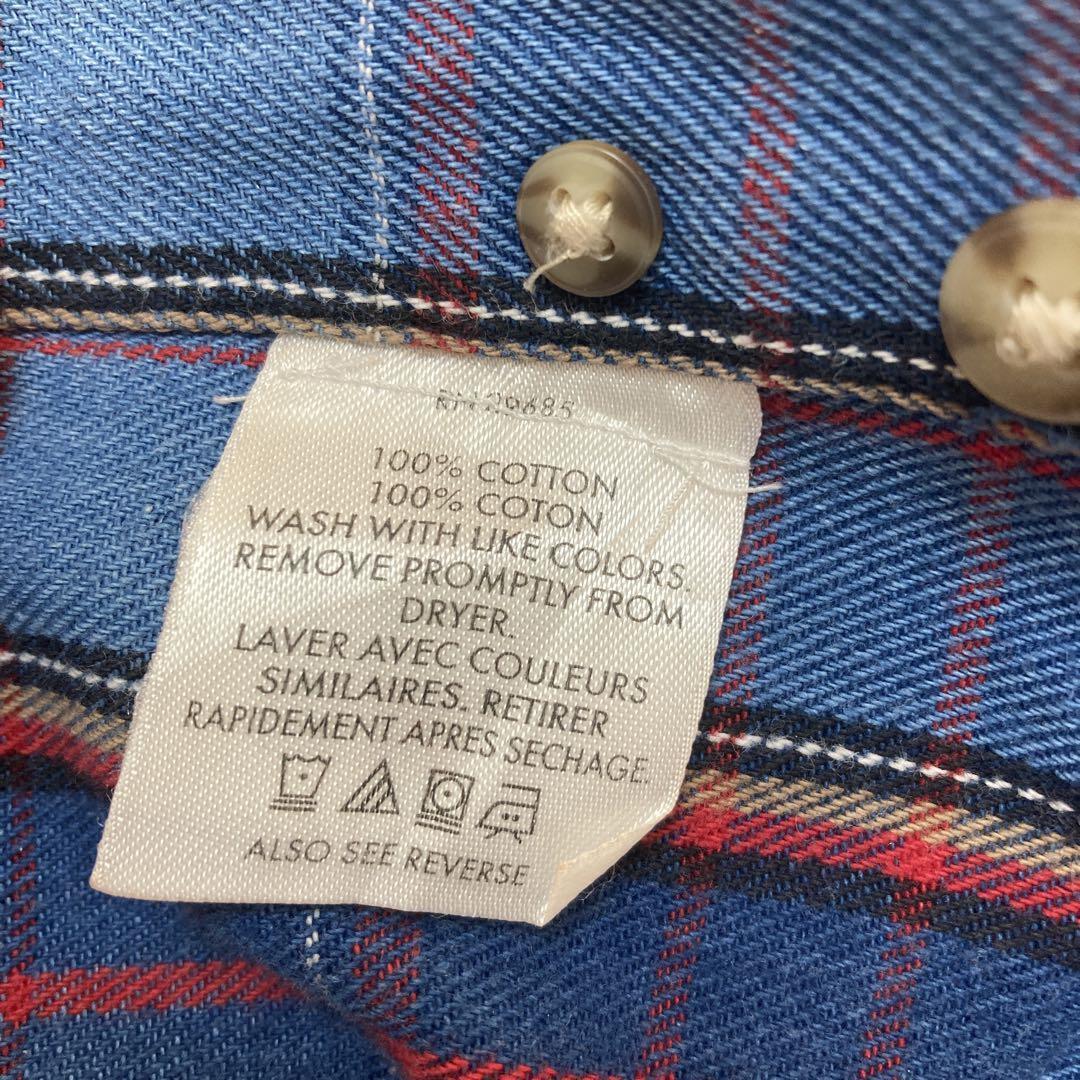 100% COTTON
100% COTON
WASH WITH LIKE COLORS.
REMOVE PROMPTLY FROM
DRYER.
LAVER AVEC COULEURS
SIMILAIRES. RETIRER
RAPIDEMENT APRES SECHAGE.
ALSO SEE REVERSE